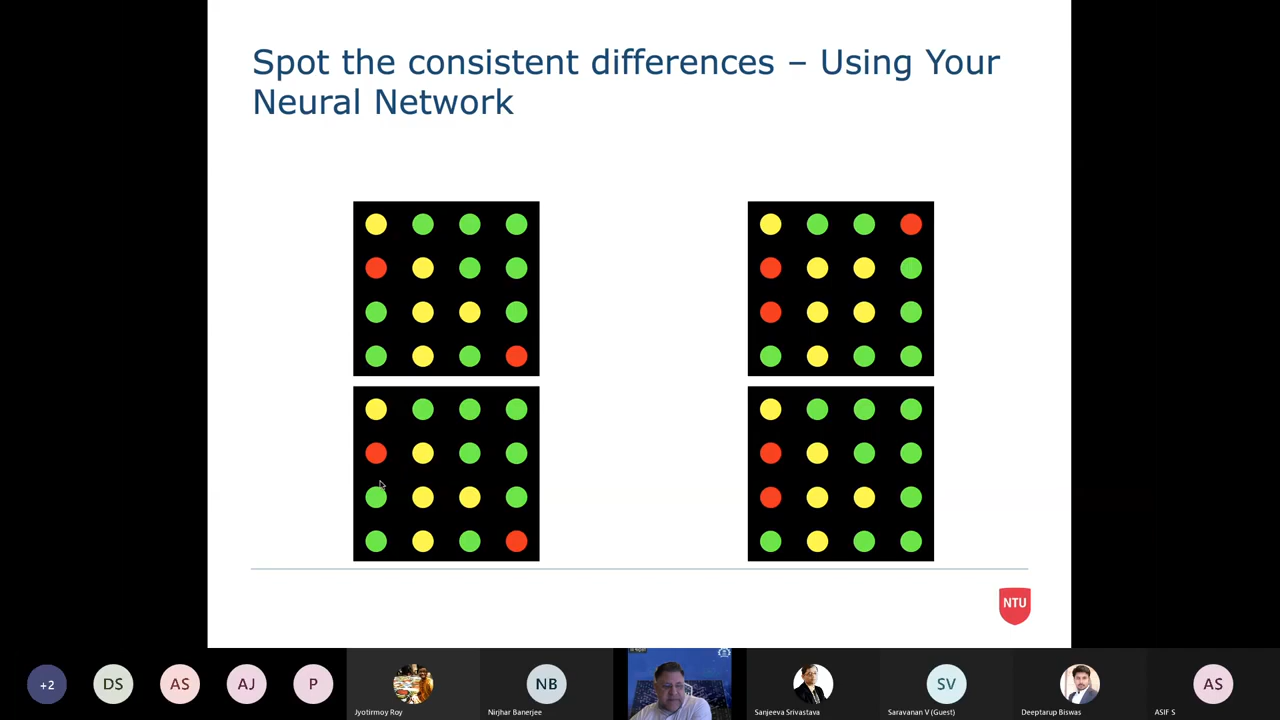 Spot the consistent differences – Using Your
Neural Network
NTU
+2
DS
AS
AJ
P
NB
SV
AS
Jyotirmoy Roy
Nirjhar Banerjee
Sanjeeva Srivastava
Saravanan V (Guest)
Deeptarup Biswas
ASIF S